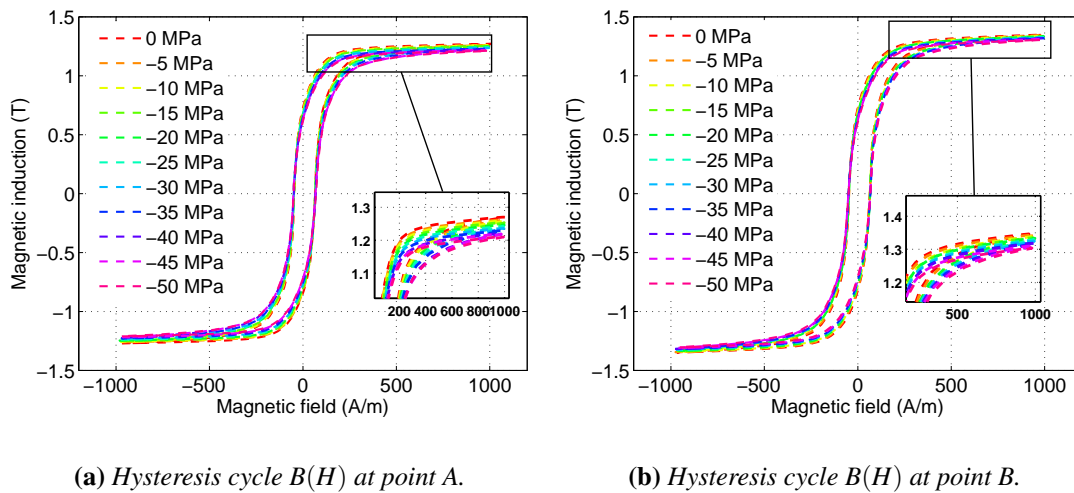 Magnetic induction (T)
1.5
1
0.5
0
−0.5
−1
−1.5
0 MPa
−5 MPa
−10 MPa
−15 MPa
−20 MPa
−25 MPa
−30 MPa
−35 MPa
−40 MPa
−45 MPa
−50 MPa
1.3
1.2
1.1
200 400 600 800 1000
−1000 −500 0 500 1000
Magnetic field (A/m)
(a) Hysteresis cycle B(H) at point A.
Magnetic induction (T)
1.5
1
0.5
0
−0.5
−1
−1.5
0 MPa
−5 MPa
−10 MPa
−15 MPa
−20 MPa
−25 MPa
−30 MPa
−35 MPa
−40 MPa
−45 MPa
−50 MPa
1.4
1.3
1.2
500 1000
−1000 −500 0 500 1000
Magnetic field (A/m)
(b) Hysteresis cycle B(H) at point B.